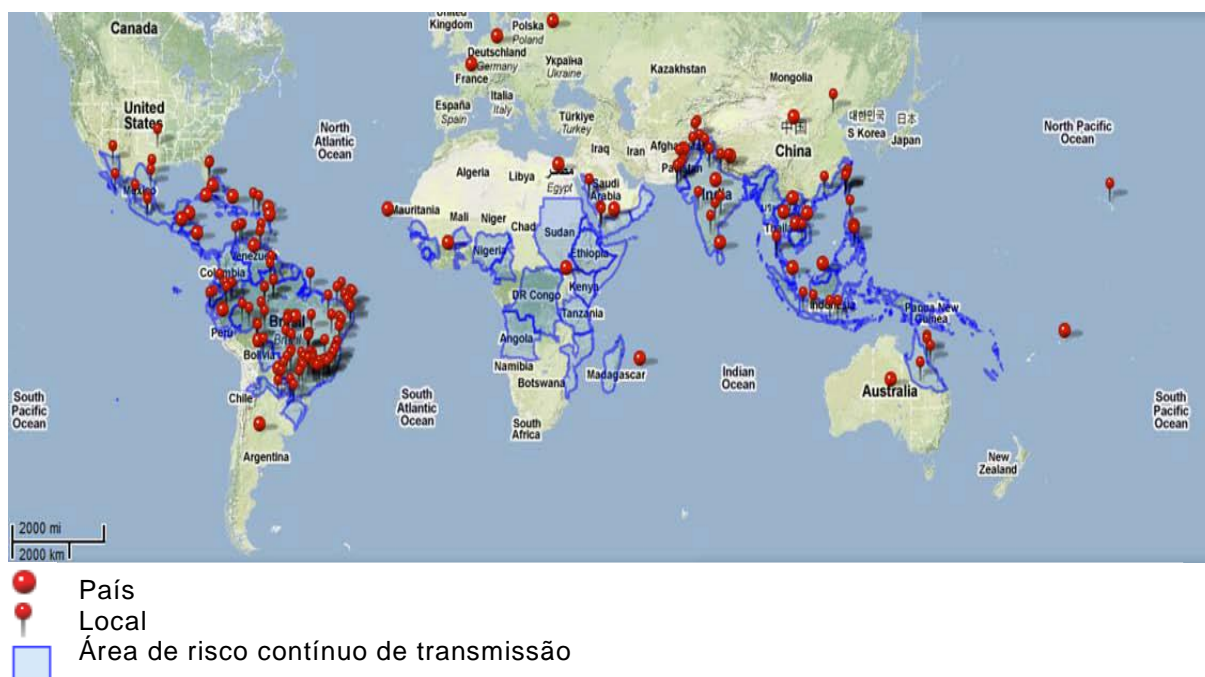 Canada
United
Kingdom
Polska
Poland
Deutschland
Germany
France
Україна
Ukraine
Kazakhstan
Mongolia
España
Spain
Italia
Italy
Türkiye
Turkey
United
States
North
Atlantic
Ocean
Iraq
Iran
中国
China
대한민국
S Korea
日本
Japan
North Pacific
Ocean
Mexico
Algeria
Libya
مصر
Egypt
Saudi
Arabia
India
Mauritania
Mali
Niger
Chad
Sudan
Nigeria
Ethiopia
Venezuela
Colombia
DR Congo
Kenya
Tanzania
Indonesia
Papua New
Guinea
Peru
Brasil
Brazil
Bolivia
Angola
Namibia
Botswana
Madagascar
Indian
Ocean
Australia
South
Pacific
Ocean
Chile
South
Atlantic
Ocean
South
Africa
South
Pacific
Ocean
Argentina
New
Zealand
2000 mi
2000 km
País
Local
Área de risco contínuo de transmissão